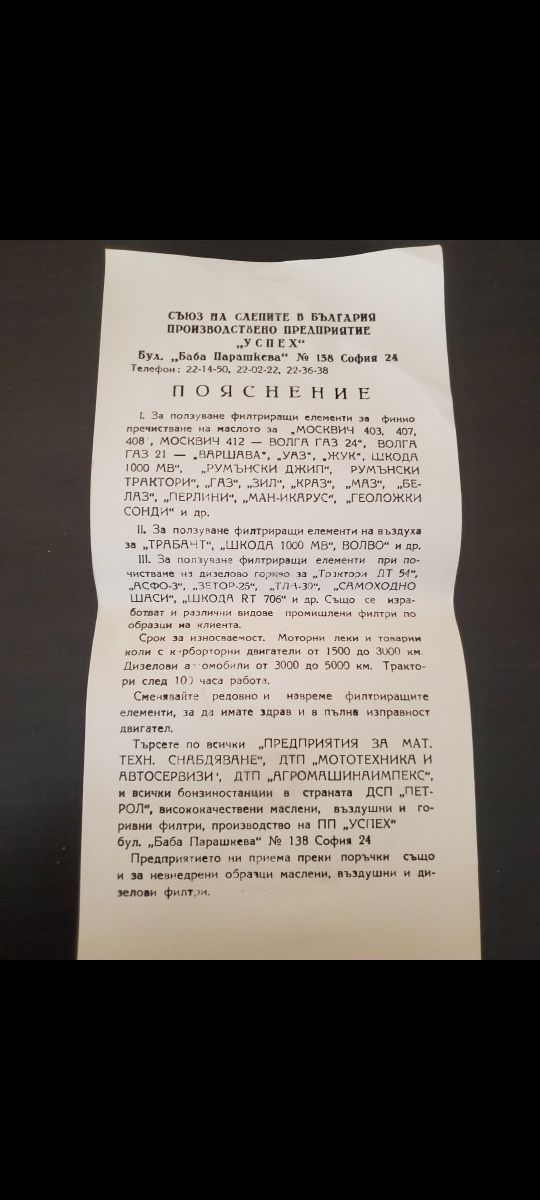 СЪЮЗ НА СЛЕПИТЕ В БЪЛГАРИЯ
ПРОИЗВОДСТВЕНО ПРЕДПРИЯТИЕ
„УСПЕХ“
Бул. „Баба Парашкева“ № 138 София 24
Телефон: 22-14-50, 22-02-22, 22-36-38
ПОЯСНЕНИЕ
I. За ползуване филтриращи елементи за финно
пречистване на маслото за „МОСКВИЧ 403, 407,
408', МОСКВИЧ 412 — ВОЛГА ГАЗ 24“, ВОЛГА
ГАЗ 21 — „ВАРШАВА“, „УАЗ“, „ЖУК“, ШКОДА
1000 МВ“, „РУМЪНСКИ ДЖИП“, РУМЪНСКИ
ТРАКТОРИ“, „ГАЗ“, „ЗИЛ“, „КРАЗ“, „МАЗ“, „БЕ-
ЛАЗ“, „ПЕРЛИНИ“, „МАН-ИКАРУС“, „ГЕОЛОЖКИ
СОНДИ“ и др.
II. За ползуване филтриращи елементи на въздуха
за „ТРАБАНТ“, „ШКОДА 1000 МВ“, ВОЛВО“ и др.
III. За ползуване филтриращи елементи при по-
чистване на дизелово гориво за „Трактори ДТ 54“,
„АСФО-3“, „ЗЕТОР-25“, „ТЛА-30“, „САМОХОДНО
ШАСИ“, „ШКОДА RT 706“ и др. Също се изра-
ботват и различни видове промишлени филтри по
образци на клиента.
Срок за износваемост. Моторни леки и товарни
коли с карборторни двигатели от 1500 до 3000 км.
Дизелови автомобили от 3000 до 5000 км. Тракто-
ри след 100 часа работа.
Сменявайте редовно и навреме филтриращите
елементи, за да имате здрав и в пълна изправност
двигател.
Търсете по всички „ПРЕДПРИЯТИЯ ЗА МАТ.
ТЕХН. СНАБДЯВАНЕ“, ДТП „МОТОТЕХНИКА И
АВТОСЕРВИЗИ', ДТП „АГРОМАШИНАИМПЕКС“,
и всички бонзиностанции в страната ДСП „ПЕТ-
РОЛ“, висококачествени маслени, въздушни и го-
ривни филтри, производство на ПП „УСПЕХ“
бул. „Баба Парашкева“ № 138 София 24
Предприятието ни приема преки поръчки също
и за невнедрени образци маслени, въздушни и ди-
зелови филтри.